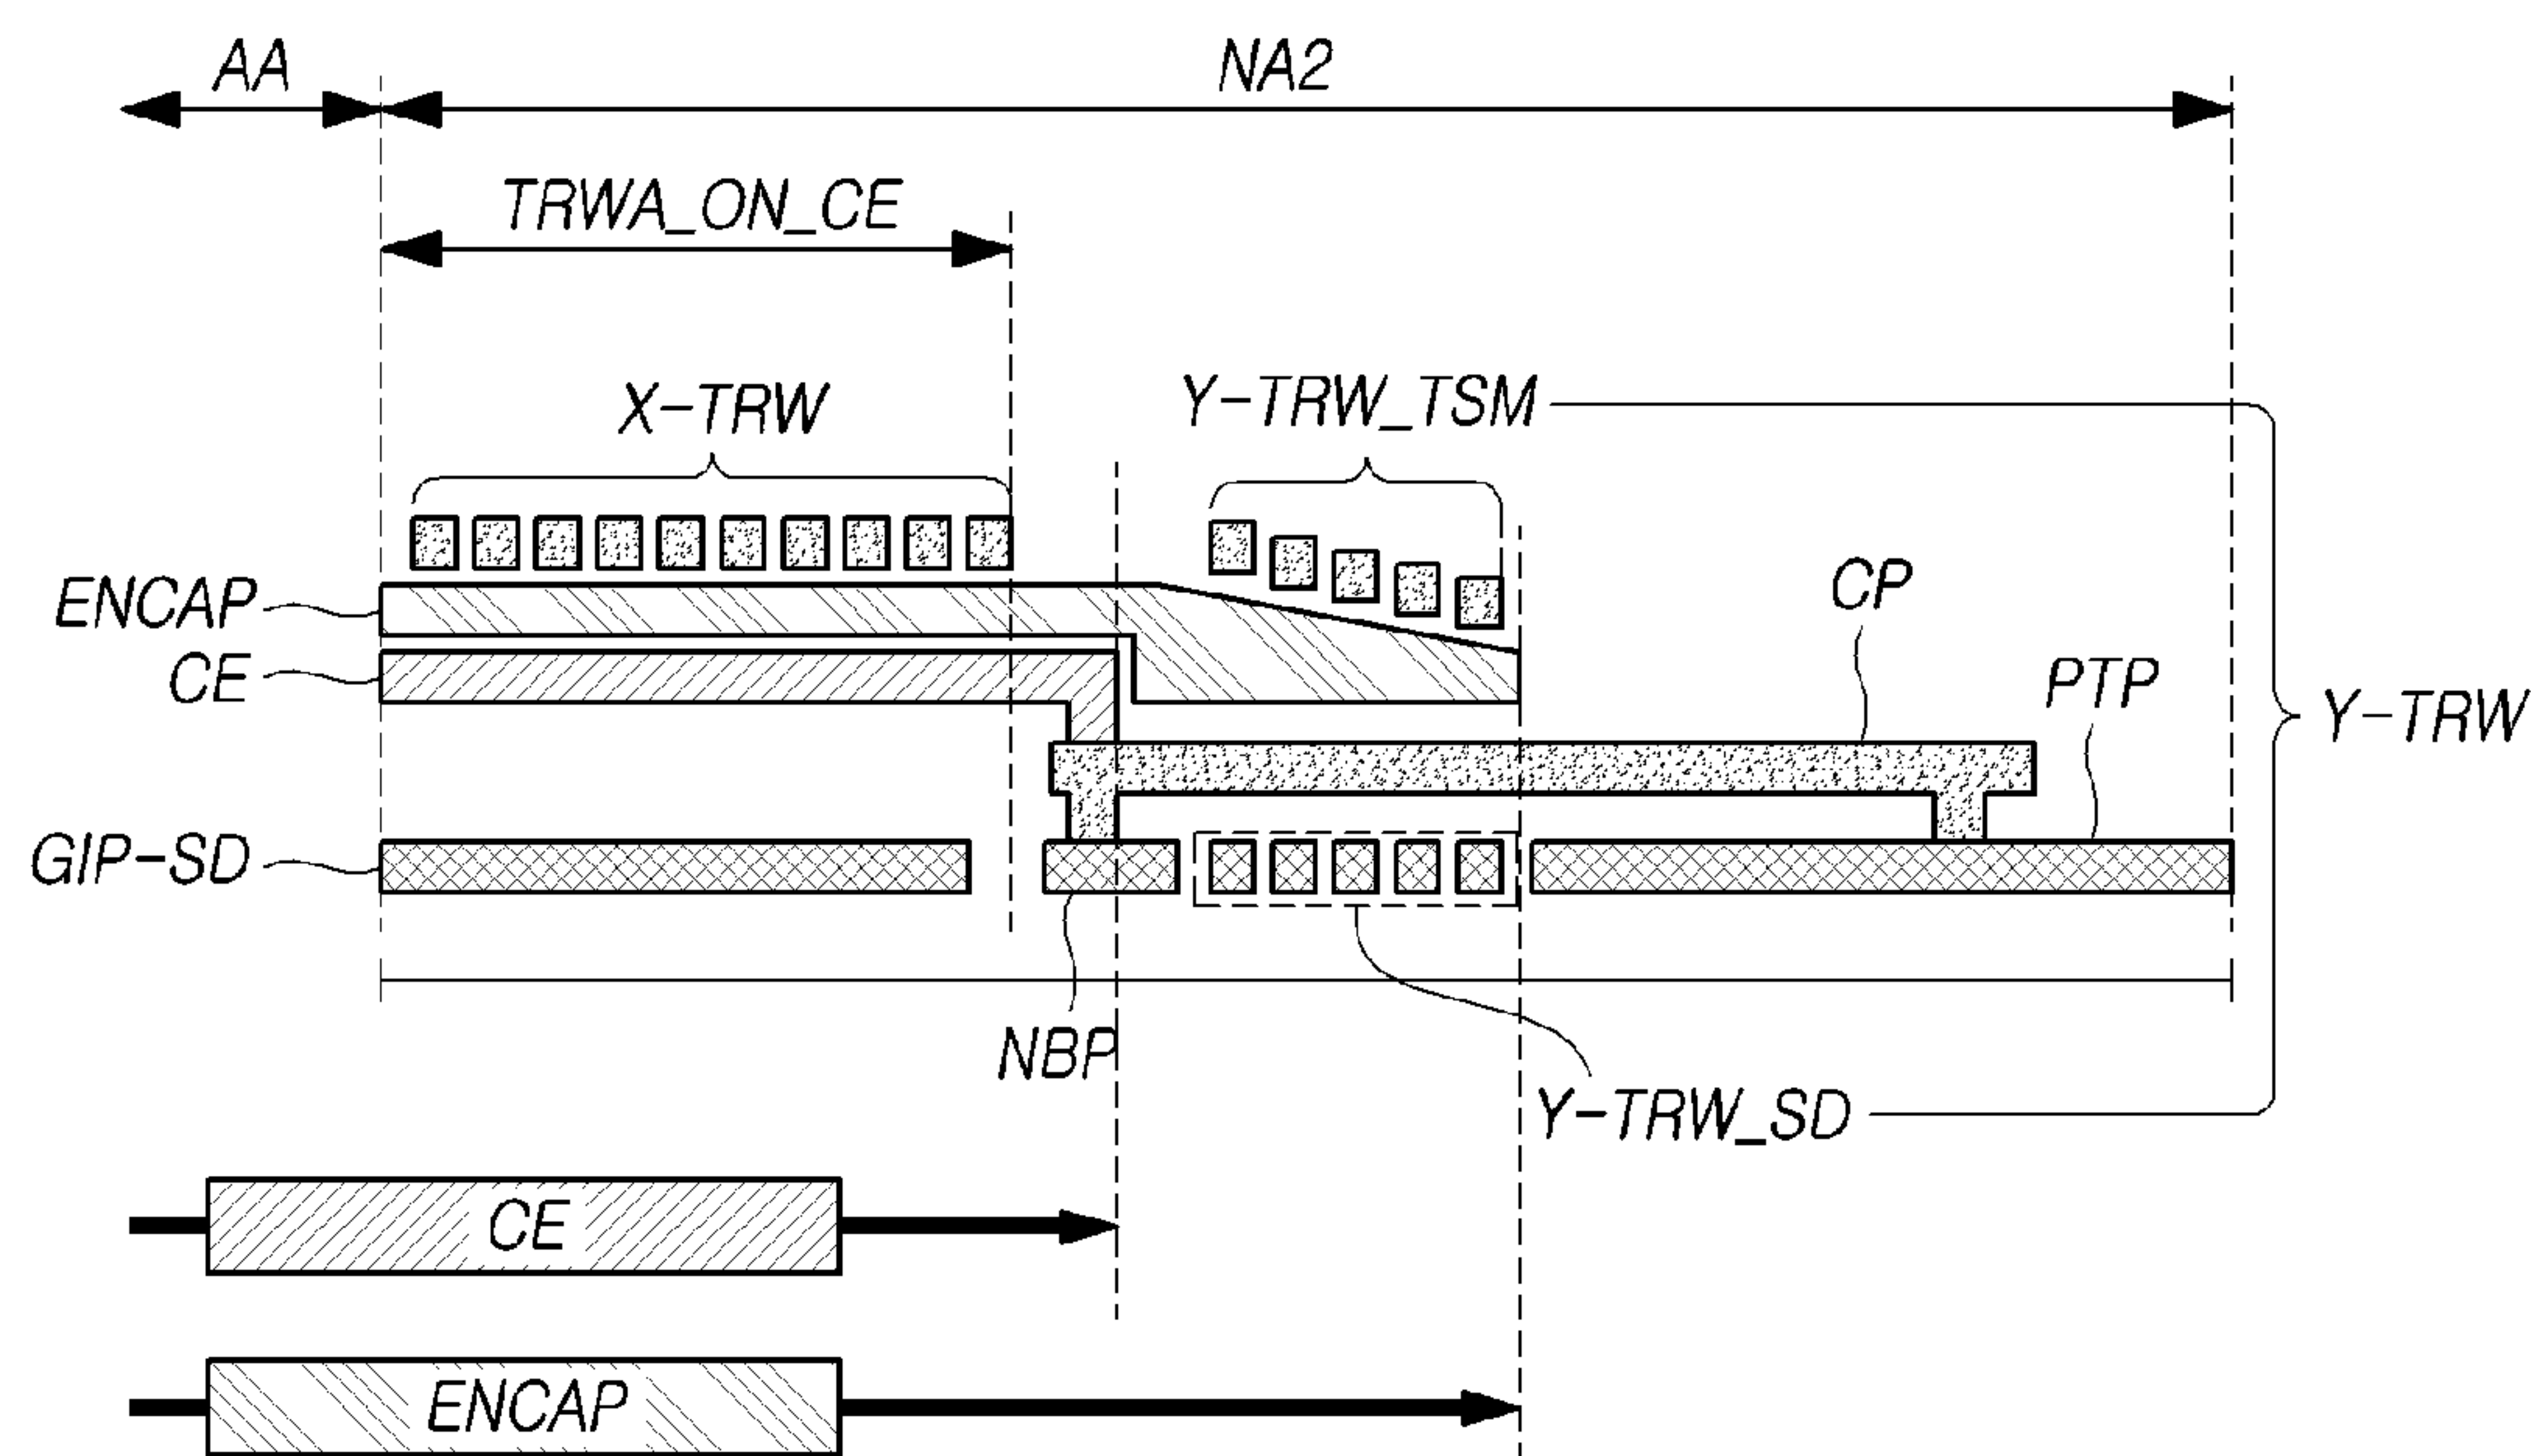 AA
NA2
TRWA_ON_CE
X-TRW
Y-TRW_TSM
ENCAP
CP
CE
PTP
Y-TRW
GIP-SD
NBP
Y-TRW_SD
CE
ENCAP